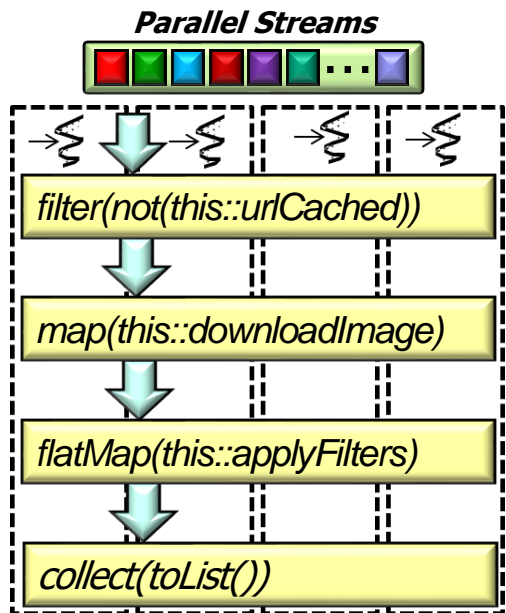 Parallel Streams
filter(not(this::urlCached))
map(this::downloadImage)
flatMap(this::applyFilters)
collect(toList())